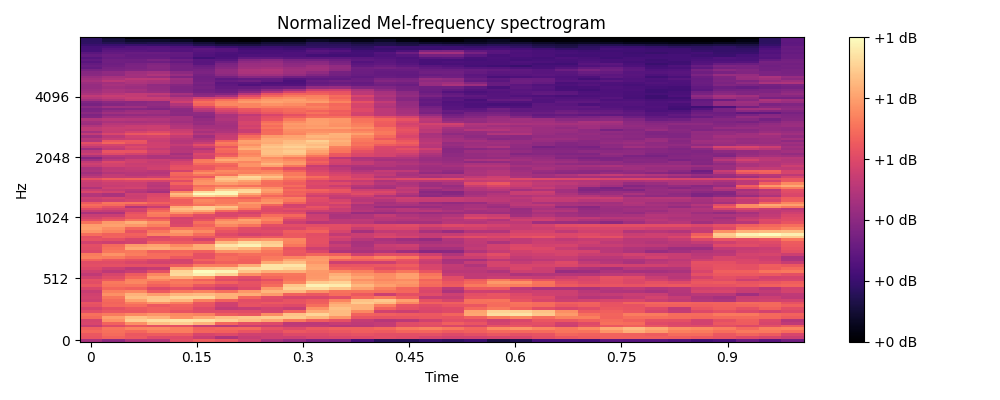 Normalized Mel-frequency spectrogram
Hz
4096
2048
1024
512
0
0 0.15 0.3 0.45 0.6 0.75 0.9
Time
+1 dB
+1 dB
+1 dB
+0 dB
+0 dB
+0 dB